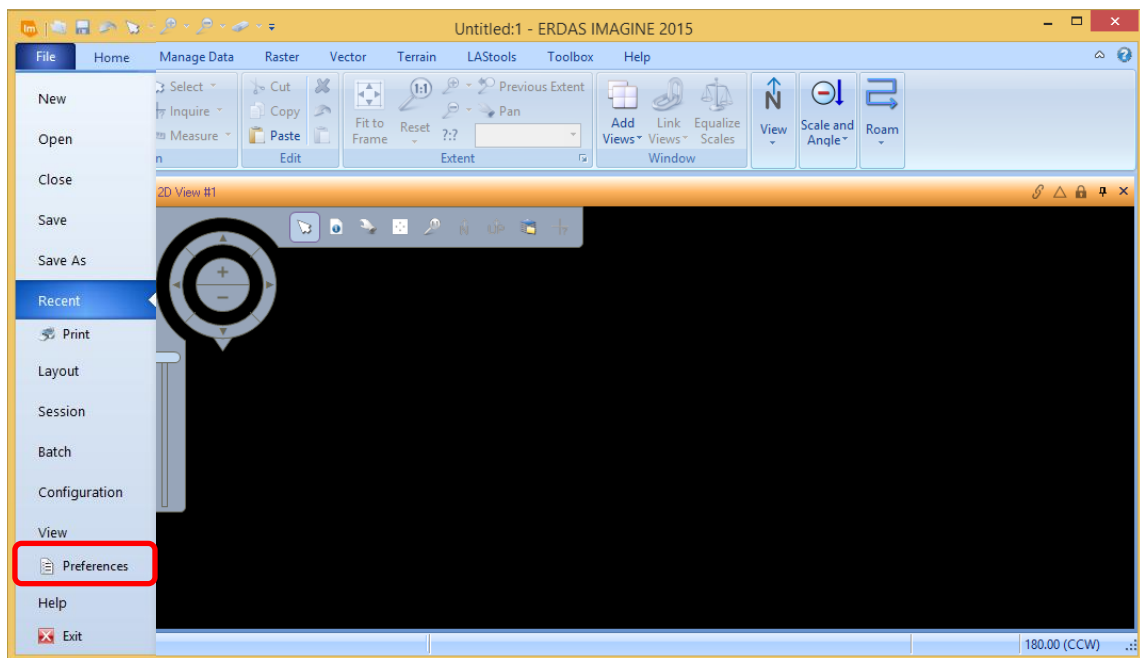 Untitled:1 - ERDAS IMAGINE 2015
File Home Manage Data Raster Vector Terrain LAStools Toolbox Help
New
Open
Close
Save
Save As
Recent
Print
Layout
Session
Batch
Configuration
View
Preferences
Help
Exit
Select
Inquire
Measure
n
Cut
Copy
Paste
Edit
Fit to
Frame
1:1
Reset
Previous Extent
Pan
?:?
Extent
Add
Views
Link
Views
Equalize
Scales
Window
N
View
Scale and
Angle
Roam
2D View #1
180.00 (CCW)